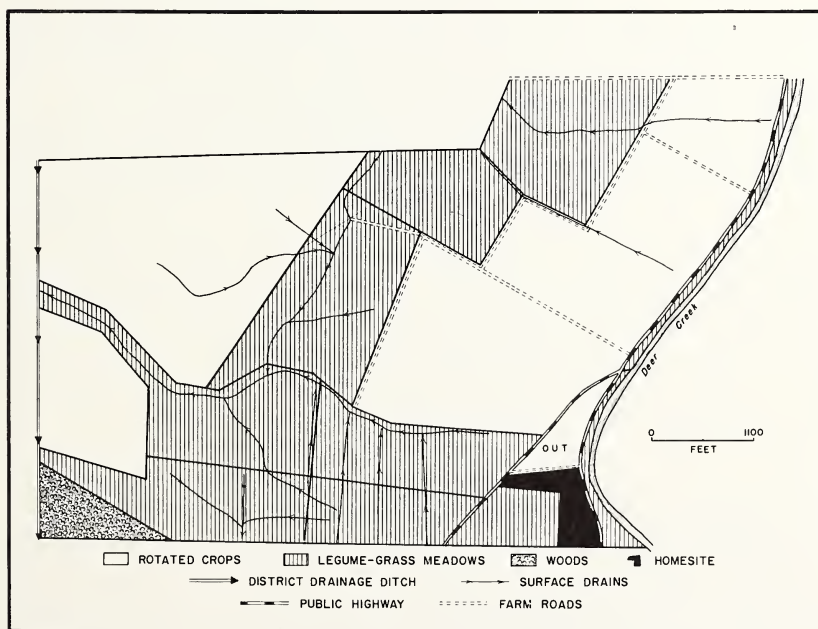 Deer Creek
0 1100
FEET
OUT
ROTATED CROPS LEGUME-GRASS MEADOWS WOODS HOMESITE
DISTRICT DRAINAGE DITCH SURFACE DRAINS
PUBLIC HIGHWAY FARM ROADS